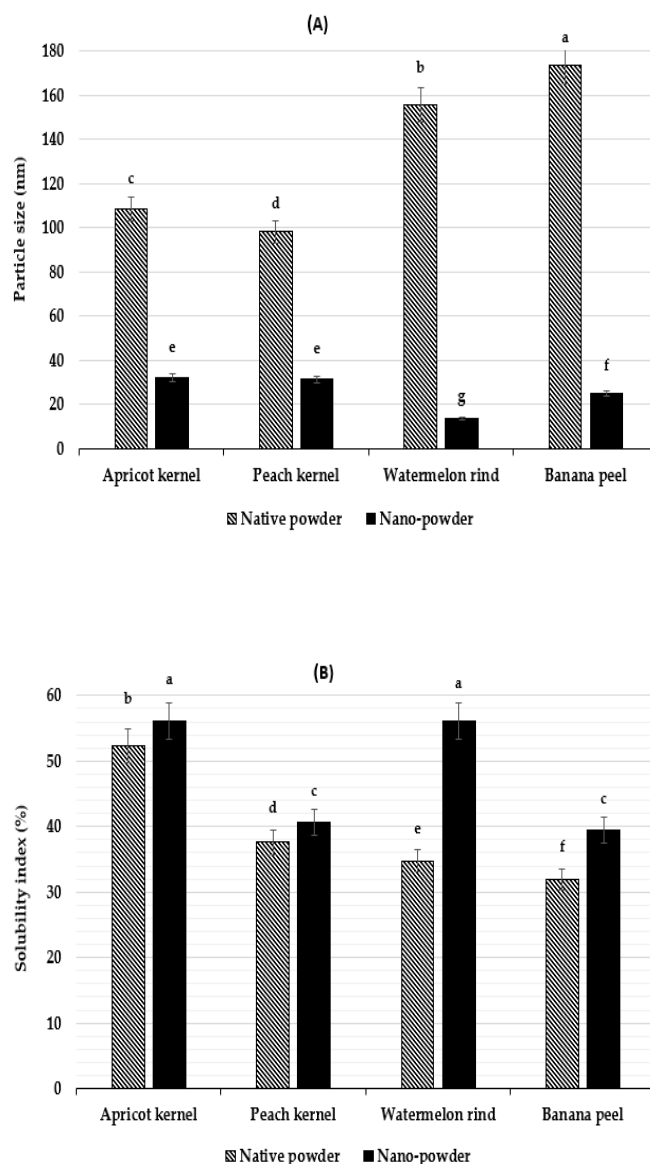 (A)
Particle size (nm)
180
160
140
120
100
80
60
40
20
0
c
e
d
e
b
g
a
f
Apricot kernel Peach kernel Watermelon rind Banana peel
Native powder Nano-powder
(B)
Solubility index (%)
60
50
40
30
20
10
0
b
a
d
c
e
a
f
c
Apricot kernel Peach kernel Watermelon rind Banana peel
Native powder Nano-powder